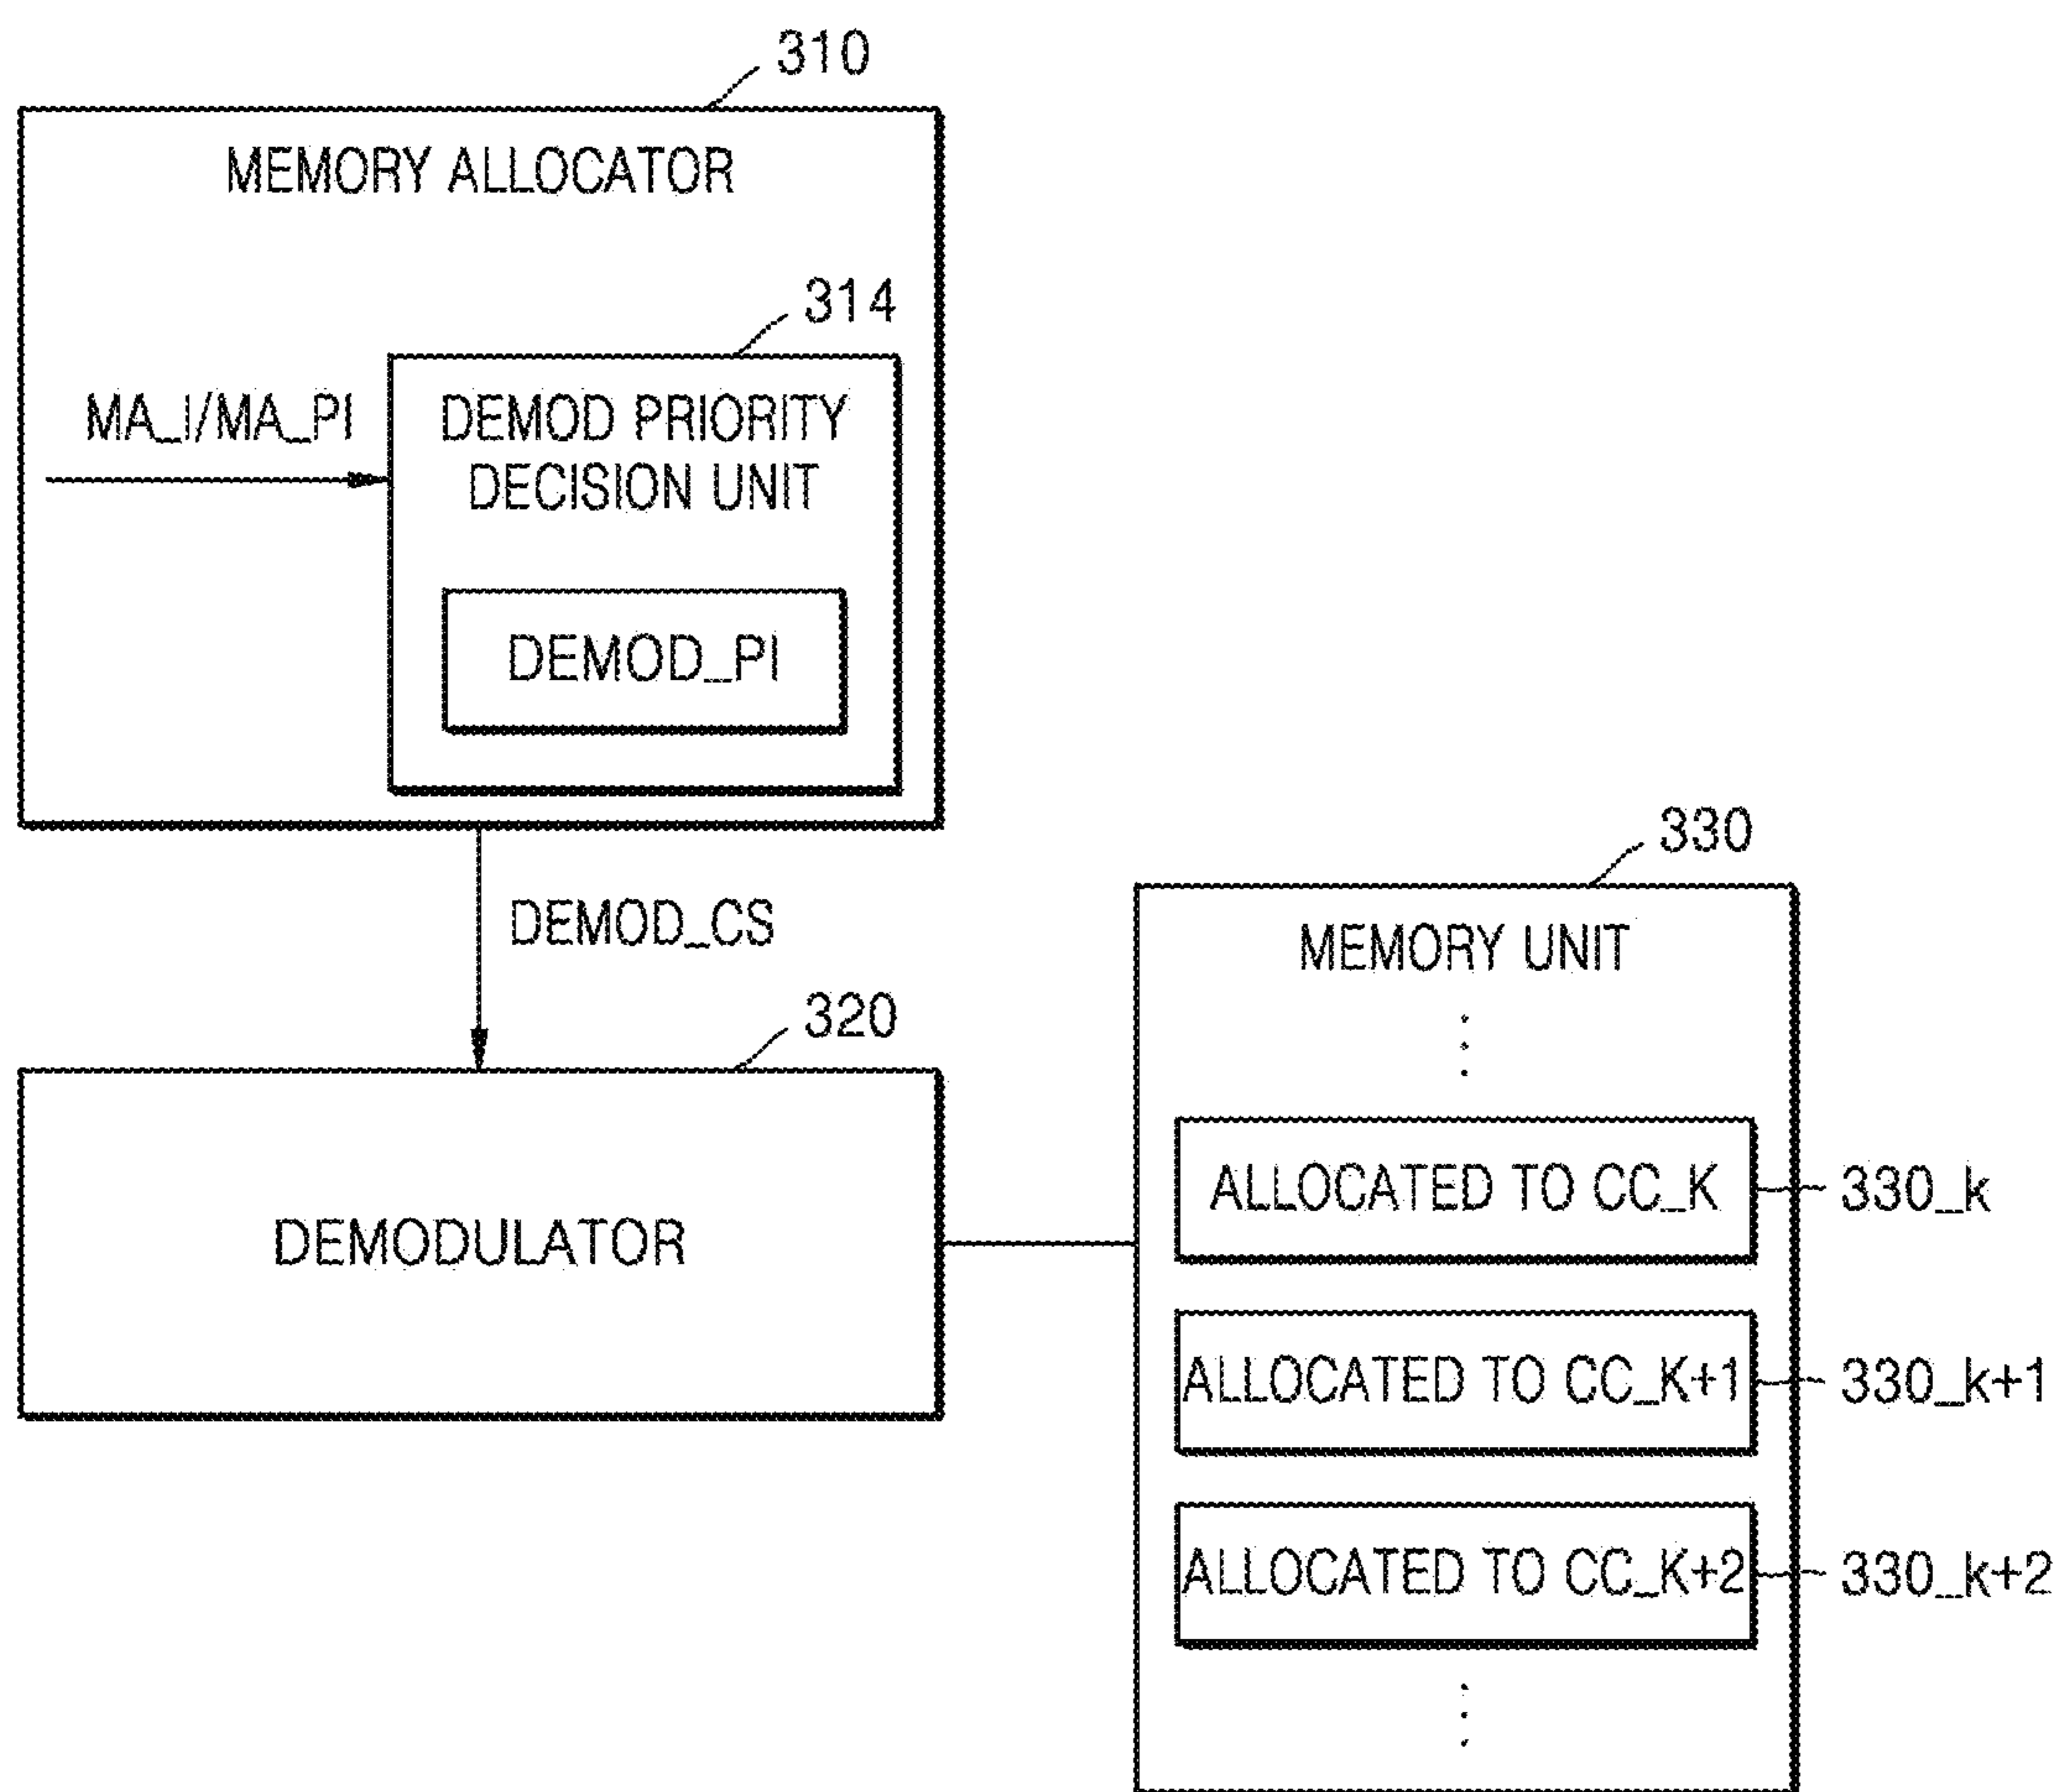 310
MEMORY ALLOCATOR
314
MA_I/MA_PI
DEMOD PRIORITY
DECISION UNIT
DEMOD_PI
DEMOD_CS
330
MEMORY UNIT
320
DEMODULATOR
ALLOCATED TO CC_K
330_k
ALLOCATED TO CC_K+1
330_k+1
ALLOCATED TO CC_K+2
330_k+2